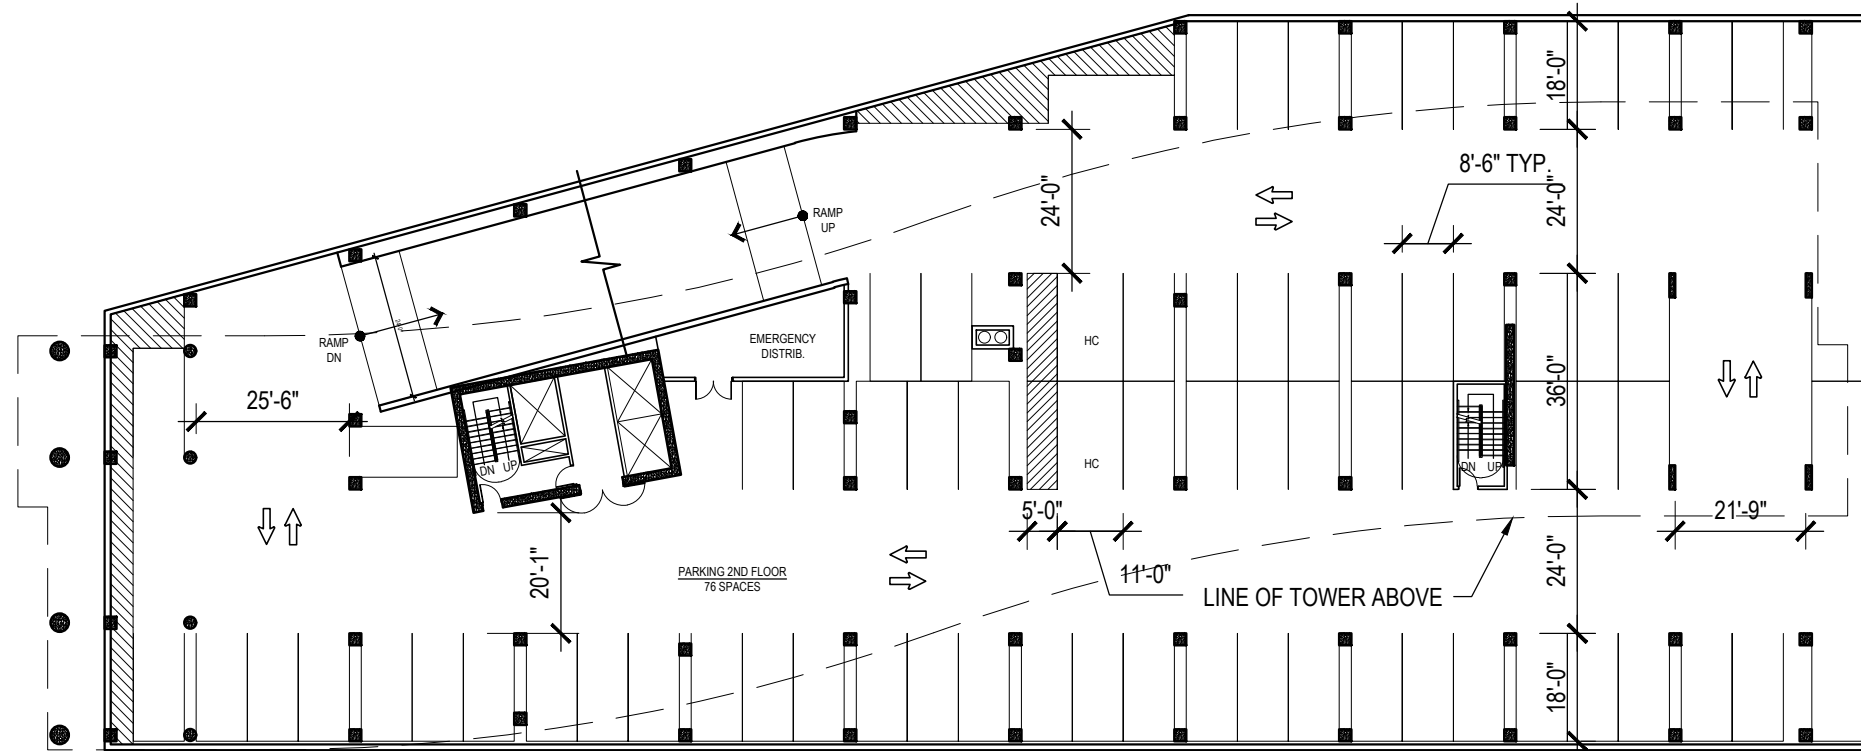 18'-0"
8'-6" TYP.
24'-0"
24'-0"
RAMP
UP
RAMP
DN
EMERGENCY
DISTRIB.
HC
25'-6"
36'-0"
HC
DN UP
DN UP
5'-0"
21'-9"
20'-1"
PARKING 2ND FLOOR
76 SPACES
11'-0"
LINE OF TOWER ABOVE
24'-0"
18'-0"